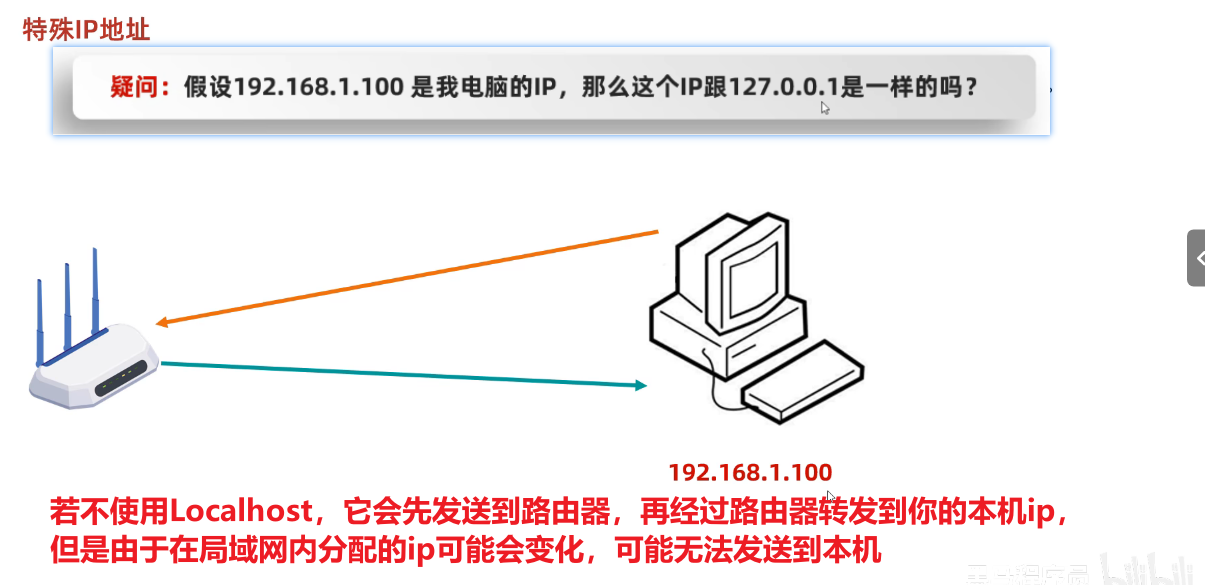 特殊IP地址
疑问：假设192.168.1.100 是我电脑的IP，那么这个IP跟127.0.0.1是一样的吗？
192.168.1.100
若不使用Localhost，它会先发送到路由器，再经过路由器转发到你的本机ip，
但是由于在局域网内分配的ip可能会变化，可能无法发送到本机
bilibili